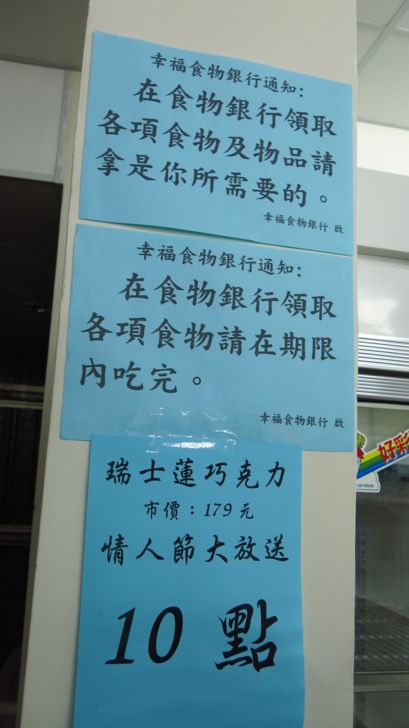 幸福食物銀行通知:
在食物銀行領取
各項食物及物品請
拿是你所需要的。
幸福食物銀行 啟
幸福食物銀行通知:
在食物銀行領取
各項食物請在期限
內吃完。
幸福食物銀行 啟
瑞士蓮巧克力
市價：179元
情人節大放送
10 點
好彩